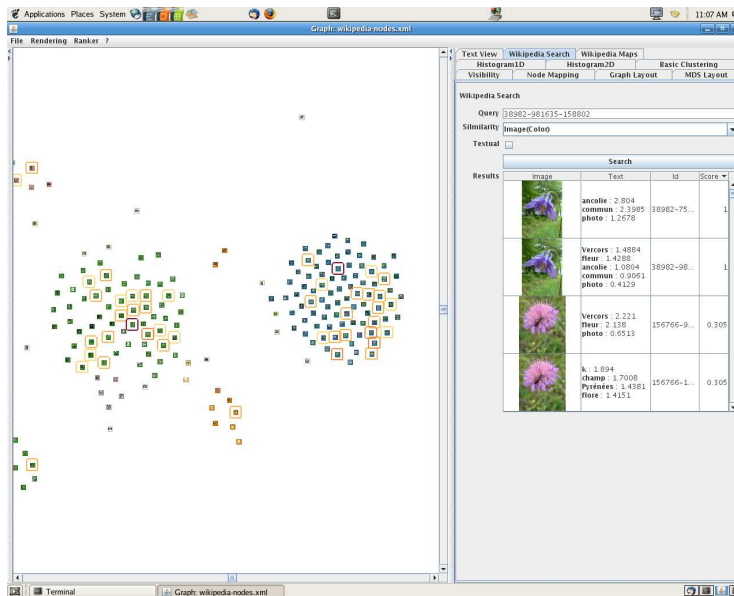 Applications Places System 11:07 AM
Graph: wikipedia-nodes.xml
File Rendering Ranker ?
Text View Wikipedia Search Wikipedia Maps
Histogram1D Histogram2D Basic Clustering
Visibility Node Mapping Graph Layout MDS Layout
Wikipedia Search
Query 38982-981635-158802
Silmilarity Image(Color)
Textual
Search
Results Image Text Id Score
ancolie : 2.804
commun : 2.3985 38982-75... 1
photo : 1.2678
Vercors : 1.4884
fleur : 1.4288
ancolie : 1.0804 38982-98... 1
commun : 0.9061
photo : 0.4129
Vercors : 2.221
fleur : 2.138 156766-9... 0.305
photo : 0.6513
k : 1.894
champ : 1.7008 156766-1... 0.305
Pyrénées : 1.4381
flore : 1.4151
Terminal Graph: wikipedia-nodes.xml